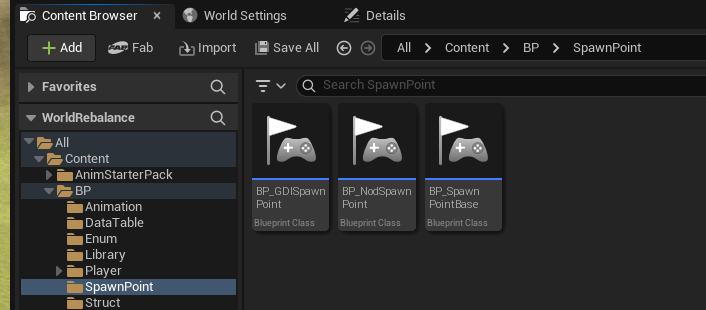 Content Browser
World Settings
Details
Add
FAB Fab
Import
Save All
All > Content > BP > SpawnPoint
Favorites
Search SpawnPoint
WorldRebalance
All
Content
AnimStarterPack
BP
Animation
DataTable
Enum
Library
Player
SpawnPoint
Struct
BP_GDISpawn
Point
Blueprint Class
BP_NodSpawn
Point
Blueprint Class
BP_Spawn
PointBase
Blueprint Class